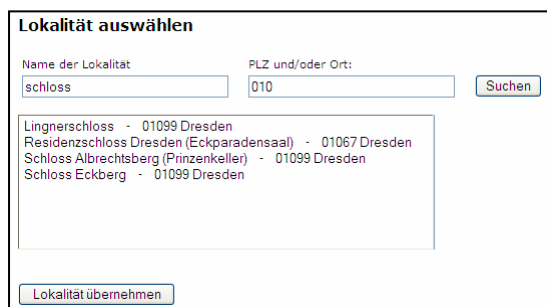 Lokalität auswählen
Name der Lokalität PLZ und/oder Ort:
schloss 010 Suchen
Lingnerschloss - 01099 Dresden
Residenzschloss Dresden (Eckparadensaal) - 01067 Dresden
Schloss Albrechtsberg (Prinzenkeller) - 01099 Dresden
Schloss Eckberg - 01099 Dresden
Lokalität übernehmen